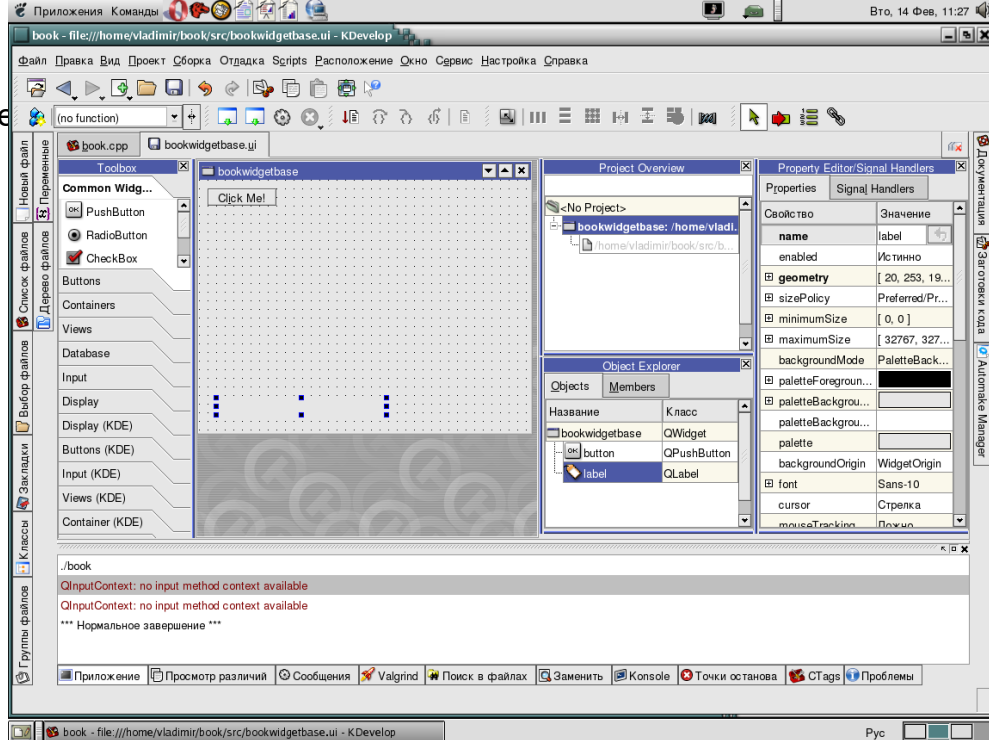 Приложения Команды
Вто, 14 Фев, 11:27
book - file:///home/vladimir/book/src/bookwidgetbase.ui - KDevelop
Файл Правка Вид Проект Сборка Отладка Scripts Расположение Окно Сервис Настройка Справка
(no function)
book.cpp
bookwidgetbase.ui
Новый файл
Список файлов
Выбор файлов
Закладки
Классы
Группы файлов
Переменные
Дерево файлов
Toolbox
Common Widg...
PushButton
RadioButton
CheckBox
Buttons
Containers
Views
Database
Input
Display
Display (KDE)
Buttons (KDE)
Input (KDE)
Views (KDE)
Container (KDE)
bookwidgetbase
Click Me!
Project Overview
<No Project>
bookwidgetbase: /home/vladi...
/home/vladimir/book/src/b...
Object Explorer
Objects Members
Название Класс
bookwidgetbase QWidget
button QPushButton
label QLabel
Property Editor/Signal Handlers
Properties Signal Handlers
Свойство Значение
name label
enabled Истинно
geometry [ 20, 253, 19...
sizePolicy Preferred/Pr...
minimumSize [ 0, 0 ]
maximumSize [ 32767, 327...
backgroundMode PaletteBack...
paletteForegroun...
paletteBackgrou...
paletteBackgrou...
palette
backgroundOrigin WidgetOrigin
font Sans-10
cursor Стрелка
mouseTracking Ложно
Документация
Заготовки кода
Automake Manager
./book
QInputContext: no input method context available
QInputContext: no input method context available
*** Нормальное завершение ***
Приложение Просмотр различий Сообщения Valgrind Поиск в файлах Заменить Konsole Точки останова CTags Проблемы
book - file:///home/vladimir/book/src/bookwidgetbase.ui - KDevelop
Рус